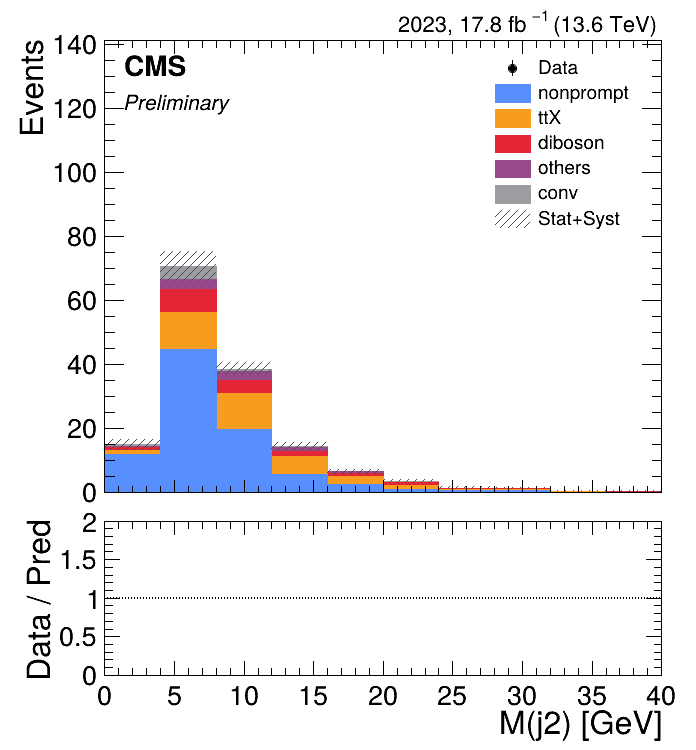 2023, 17.8 fb⁻¹ (13.6 TeV)
CMS
Preliminary
Events
140
120
100
80
60
40
20
0
Data
nonprompt
ttX
diboson
others
conv
Stat+Syst
Data / Pred
2
1.5
1
0.5
0
0 5 10 15 20 25 30 35 40
M(j2) [GeV]